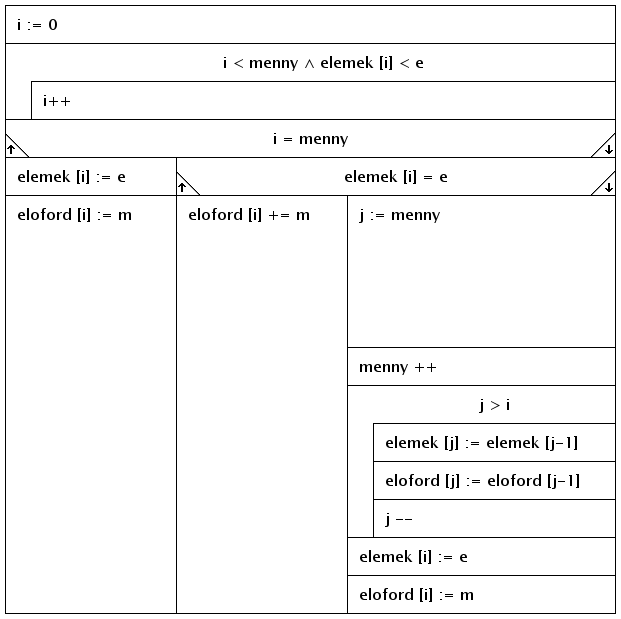 i := 0
i < menny ∧ elemek [i] < e
i++
i = menny
elemek [i] := e
eloford [i] := m
elemek [i] = e
eloford [i] += m
j := menny
menny ++
j > i
elemek [j] := elemek [j-1]
eloford [j] := eloford [j-1]
j --
elemek [i] := e
eloford [i] := m